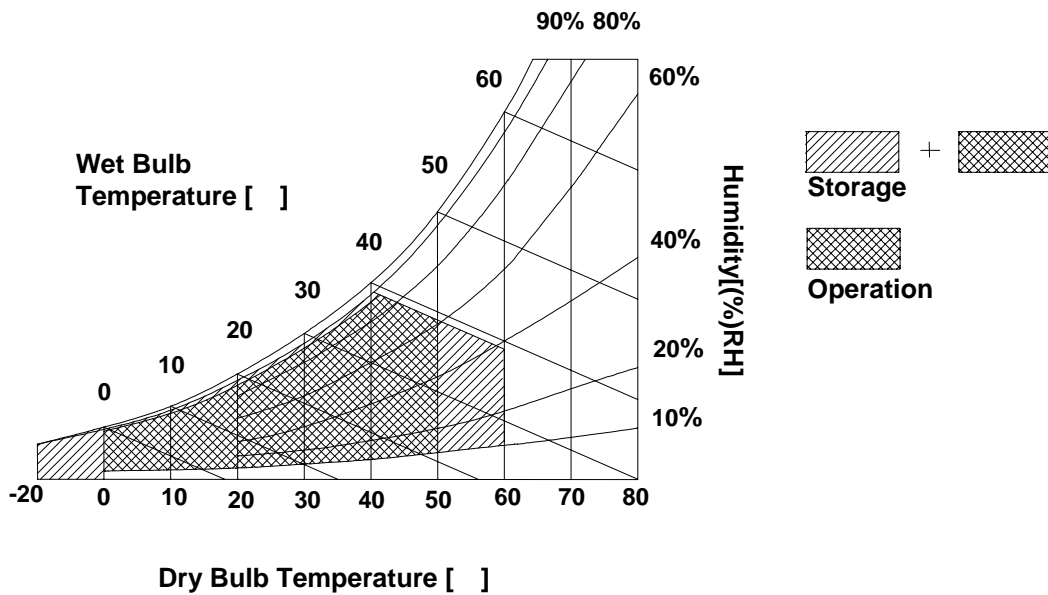 90% 80%
60
60%
Wet Bulb
Temperature [ ]
50
40
30
20
10
0
40%
20%
10%
Humidity[(%)RH]
-20 0 10 20 30 40 50 60 70 80
Dry Bulb Temperature [ ]
+
Storage
Operation